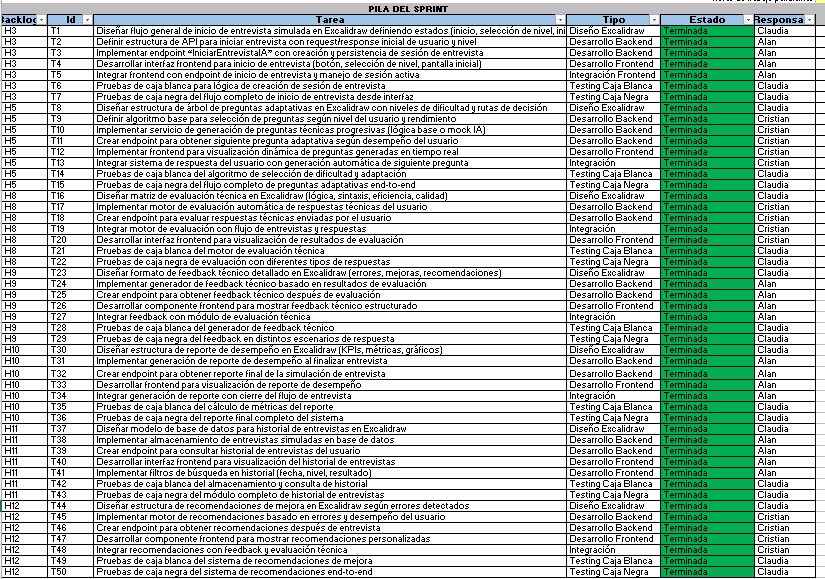 PILA DEL SPRINT
Backlog Id Tarea Tipo Estado Responsa
H3 T1 Diseñar flujo general de inicio de entrevista simulada en Excalidraw definiendo estados (inicio, selección de nivel, ini Diseño Excalidraw Terminada Claudia
H3 T2 Definir estructura de API para iniciar entrevista con request/response inicial de usuario y nivel Desarrollo Backend Terminada Alan
H3 T3 Implementar endpoint "IniciarEntrevistaIA" con creación y persistencia de sesión de entrevista Desarrollo Backend Terminada Alan
H3 T4 Desarrollar interfaz frontend para inicio de entrevista (botón, selección de nivel, pantalla inicial) Desarrollo Frontend Terminada Alan
H3 T5 Integrar frontend con endpoint de inicio de entrevista y manejo de sesión activa Integración Frontend Terminada Alan
H3 T6 Pruebas de caja blanca para lógica de creación de sesión de entrevista Testing Caja Blanca Terminada Claudia
H3 T7 Pruebas de caja negra del flujo completo de inicio de entrevista desde interfaz Testing Caja Negra Terminada Claudia
H5 T8 Diseñar estructura de árbol de preguntas adaptativas en Excalidraw con niveles de dificultad y rutas de decisión Diseño Excalidraw Terminada Claudia
H5 T9 Definir algoritmo base para selección de preguntas según nivel del usuario y rendimiento Desarrollo Backend Terminada Cristian
H5 T10 Implementar servicio de generación de preguntas técnicas progresivas (lógica base o mock IA) Desarrollo Backend Terminada Cristian
H5 T11 Crear endpoint para obtener siguiente pregunta adaptativa según desempeño del usuario Desarrollo Backend Terminada Cristian
H5 T12 Implementar frontend para visualización dinámica de preguntas generadas en tiempo real Desarrollo Frontend Terminada Cristian
H5 T13 Integrar sistema de respuesta del usuario con generación automática de siguiente pregunta Integración Terminada Cristian
H5 T14 Pruebas de caja blanca del algoritmo de selección de dificultad y adaptación Testing Caja Blanca Terminada Claudia
H5 T15 Pruebas de caja negra del flujo completo de preguntas adaptativas end-to-end Testing Caja Negra Terminada Claudia
H8 T16 Diseñar matriz de evaluación técnica en Excalidraw (lógica, sintaxis, eficiencia, calidad) Diseño Excalidraw Terminada Claudia
H8 T17 Implementar motor de evaluación automática de respuestas técnicas del usuario Desarrollo Backend Terminada Cristian
H8 T18 Crear endpoint para evaluar respuestas técnicas enviadas por el usuario Desarrollo Backend Terminada Cristian
H8 T19 Integrar motor de evaluación con flujo de entrevistas y respuestas Integración Terminada Cristian
H8 T20 Desarrollar interfaz frontend para visualización de resultados de evaluación Desarrollo Frontend Terminada Cristian
H8 T21 Pruebas de caja blanca del motor de evaluación técnica Testing Caja Blanca Terminada Claudia
H8 T22 Pruebas de caja negra de evaluación con diferentes tipos de respuestas Testing Caja Negra Terminada Claudia
H9 T23 Diseñar formato de feedback técnico detallado en Excalidraw (errores, mejoras, recomendaciones) Diseño Excalidraw Terminada Claudia
H9 T24 Implementar generador de feedback técnico basado en resultados de evaluación Desarrollo Backend Terminada Alan
H9 T25 Crear endpoint para obtener feedback técnico después de evaluación Desarrollo Backend Terminada Alan
H9 T26 Desarrollar componente frontend para mostrar feedback técnico estructurado Desarrollo Frontend Terminada Alan
H9 T27 Integrar feedback con módulo de evaluación técnica Integración Terminada Alan
H9 T28 Pruebas de caja blanca del generador de feedback técnico Testing Caja Blanca Terminada Claudia
H9 T29 Pruebas de caja negra del feedback en distintos escenarios de respuesta Testing Caja Negra Terminada Claudia
H10 T30 Diseñar estructura de reporte de desempeño en Excalidraw (KPIs, métricas, gráficos) Diseño Excalidraw Terminada Claudia
H10 T31 Implementar generación de reporte de desempeño al finalizar entrevista Desarrollo Backend Terminada Alan
H10 T32 Crear endpoint para obtener reporte final de la simulación de entrevista Desarrollo Backend Terminada Alan
H10 T33 Desarrollar frontend para visualización de reporte de desempeño Desarrollo Frontend Terminada Alan
H10 T34 Integrar generación de reporte con cierre del flujo de entrevista Integración Terminada Alan
H10 T35 Pruebas de caja blanca del cálculo de métricas del reporte Testing Caja Blanca Terminada Claudia
H10 T36 Pruebas de caja negra del reporte final completo del sistema Testing Caja Negra Terminada Claudia
H11 T37 Diseñar modelo de base de datos para historial de entrevistas en Excalidraw Diseño Excalidraw Terminada Claudia
H11 T38 Implementar almacenamiento de entrevistas simuladas en base de datos Desarrollo Backend Terminada Alan
H11 T39 Crear endpoint para consultar historial de entrevistas del usuario Desarrollo Backend Terminada Alan
H11 T40 Desarrollar interfaz frontend para visualización del historial de entrevistas Desarrollo Frontend Terminada Alan
H11 T41 Implementar filtros de búsqueda en historial (fecha, nivel, resultado) Desarrollo Frontend Terminada Alan
H11 T42 Pruebas de caja blanca del almacenamiento y consulta de historial Testing Caja Blanca Terminada Claudia
H11 T43 Pruebas de caja negra del módulo completo de historial de entrevistas Testing Caja Negra Terminada Claudia
H12 T44 Diseñar estructura de recomendaciones de mejora en Excalidraw según errores detectados Diseño Excalidraw Terminada Claudia
H12 T45 Implementar motor de recomendaciones basado en errores y desempeño del usuario Desarrollo Backend Terminada Cristian
H12 T46 Crear endpoint para obtener recomendaciones después de entrevista Desarrollo Backend Terminada Cristian
H12 T47 Desarrollar componente frontend para mostrar recomendaciones personalizadas Desarrollo Frontend Terminada Cristian
H12 T48 Integrar recomendaciones con feedback y evaluación técnica Integración Terminada Cristian
H12 T49 Pruebas de caja blanca del sistema de recomendaciones de mejora Testing Caja Blanca Terminada Claudia
H12 T50 Pruebas de caja negra del sistema de recomendaciones end-to-end Testing Caja Negra Terminada Claudia